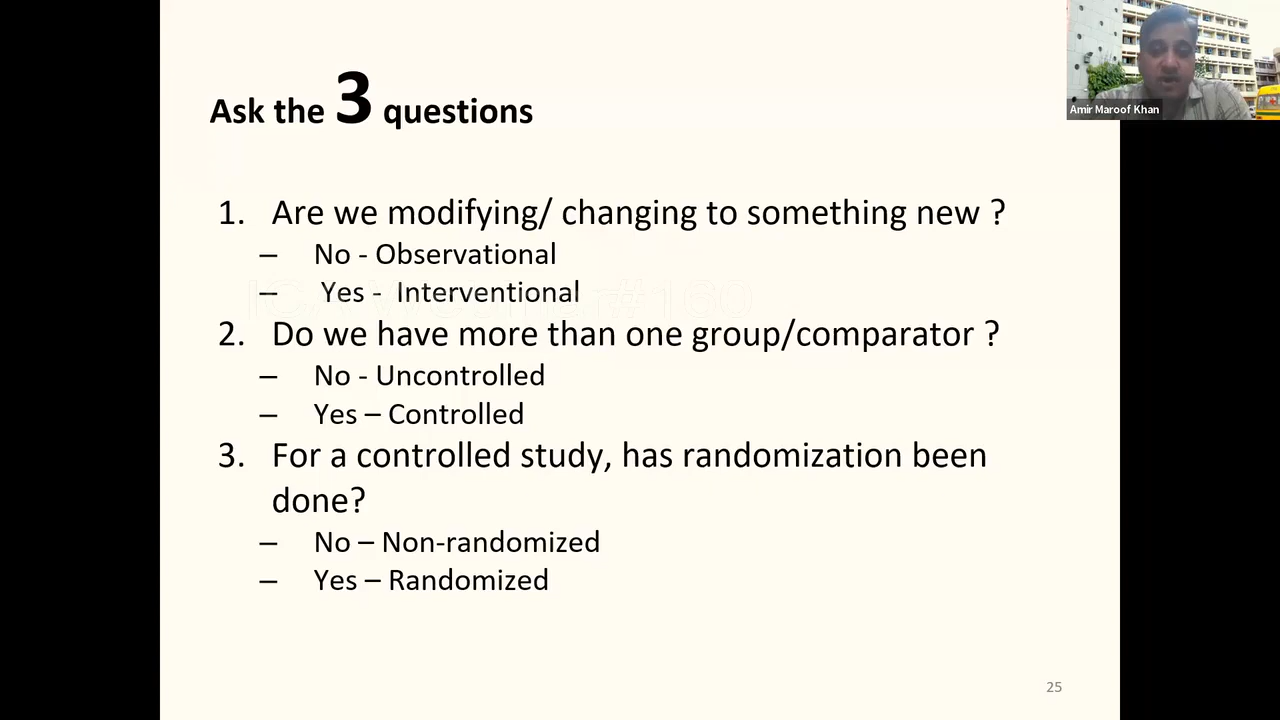 Ask the 3 questions
Amir Maroof Khan
1. Are we modifying/ changing to something new ?
– No - Observational
– Yes - Interventional
2. Do we have more than one group/comparator ?
– No - Uncontrolled
– Yes – Controlled
3. For a controlled study, has randomization been
done?
– No – Non-randomized
– Yes – Randomized
25